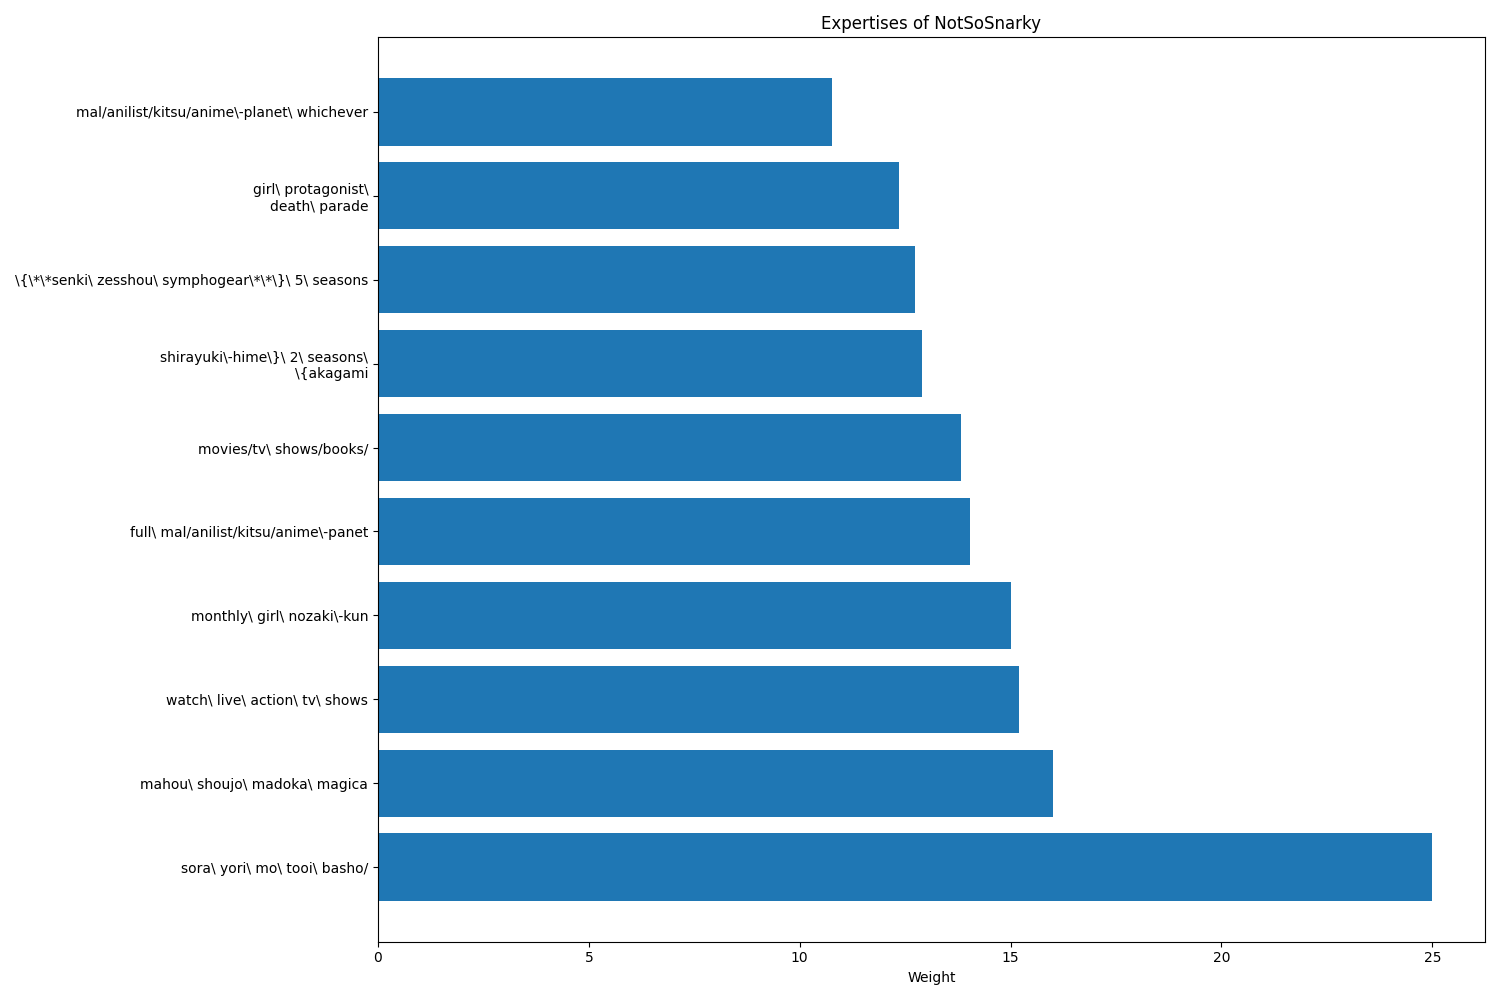 Expertises of NotSoSnarky
mal/anilist/kitsu/anime\-planet\ whichever
girl\ protagonist\
death\ parade
\{\*\*senki\ zesshou\ symphogear\*\*\}\ 5\ seasons
shirayuki\-hime\}\ 2\ seasons\
\{akagami
movies/tv\ shows/books/
full\ mal/anilist/kitsu/anime\-panet
monthly\ girl\ nozaki\-kun
watch\ live\ action\ tv\ shows
mahou\ shoujo\ madoka\ magica
sora\ yori\ mo\ tooi\ basho/
0 5 10 15 20 25
Weight